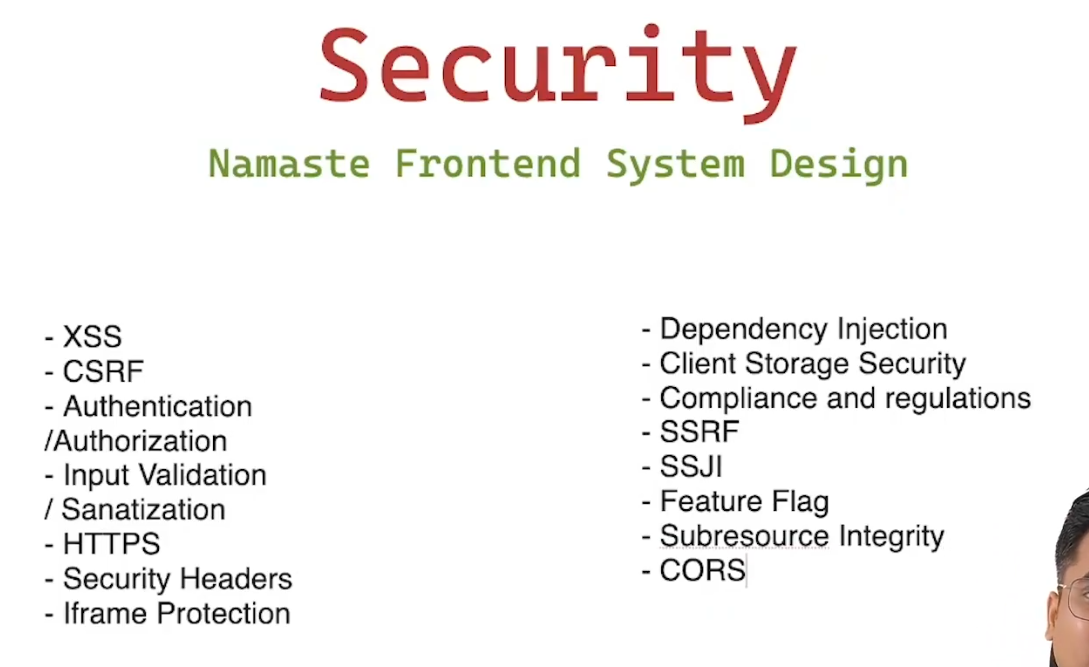 Security
Namaste Frontend System Design
- XSS
- CSRF
- Authentication
/Authorization
- Input Validation
/ Sanatization
- HTTPS
- Security Headers
- Iframe Protection
- Dependency Injection
- Client Storage Security
- Compliance and regulations
- SSRF
- SSJI
- Feature Flag
- Subresource Integrity
- CORS